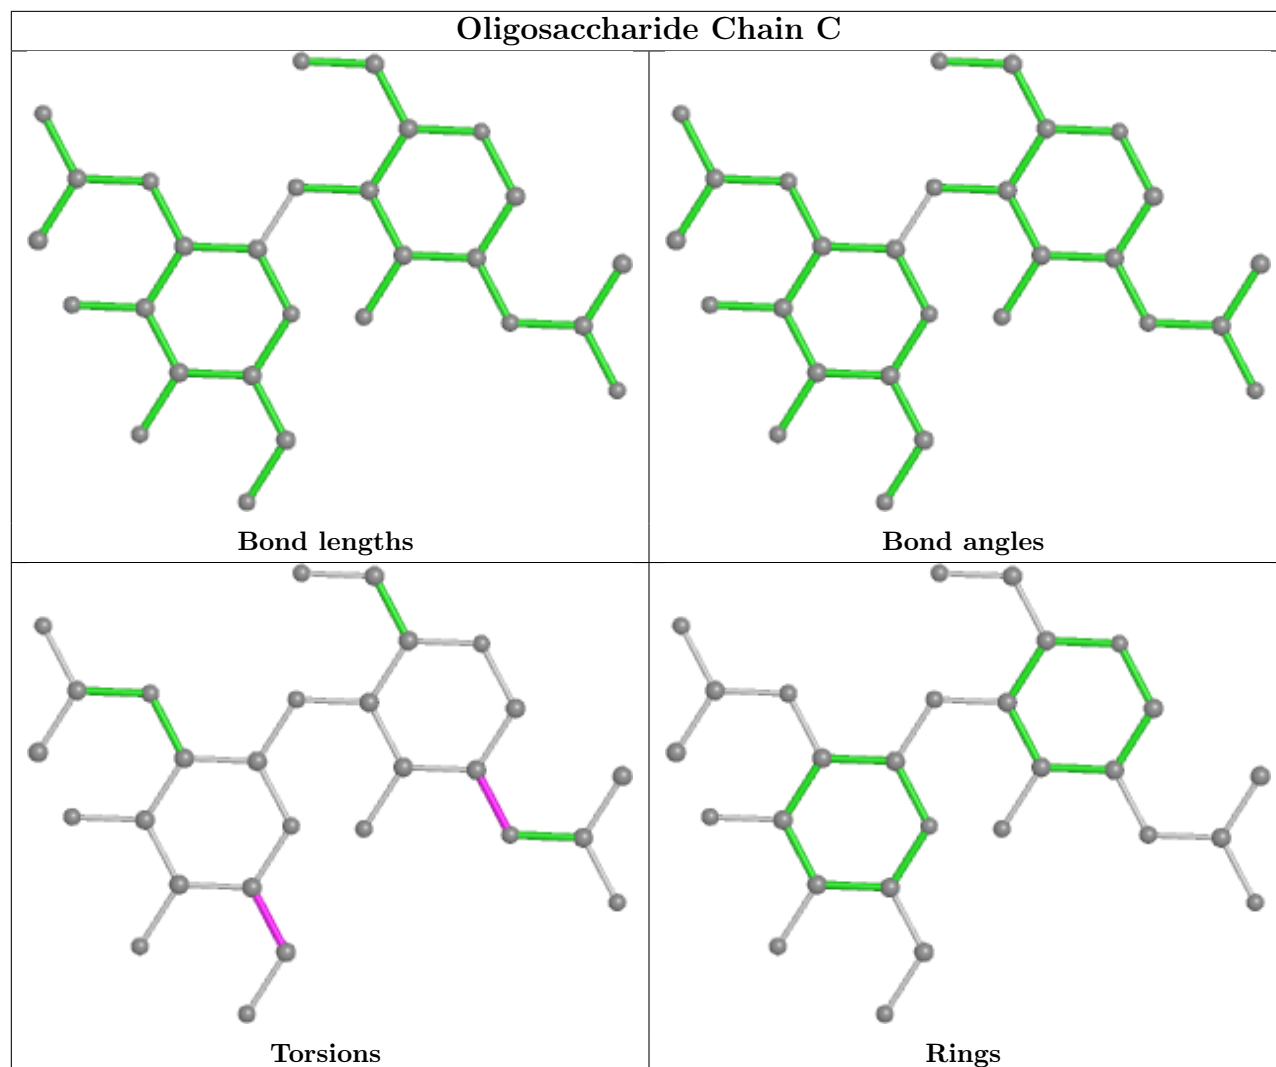 Oligosaccharide Chain C
Bond lengths
Bond angles
Torsions
Rings